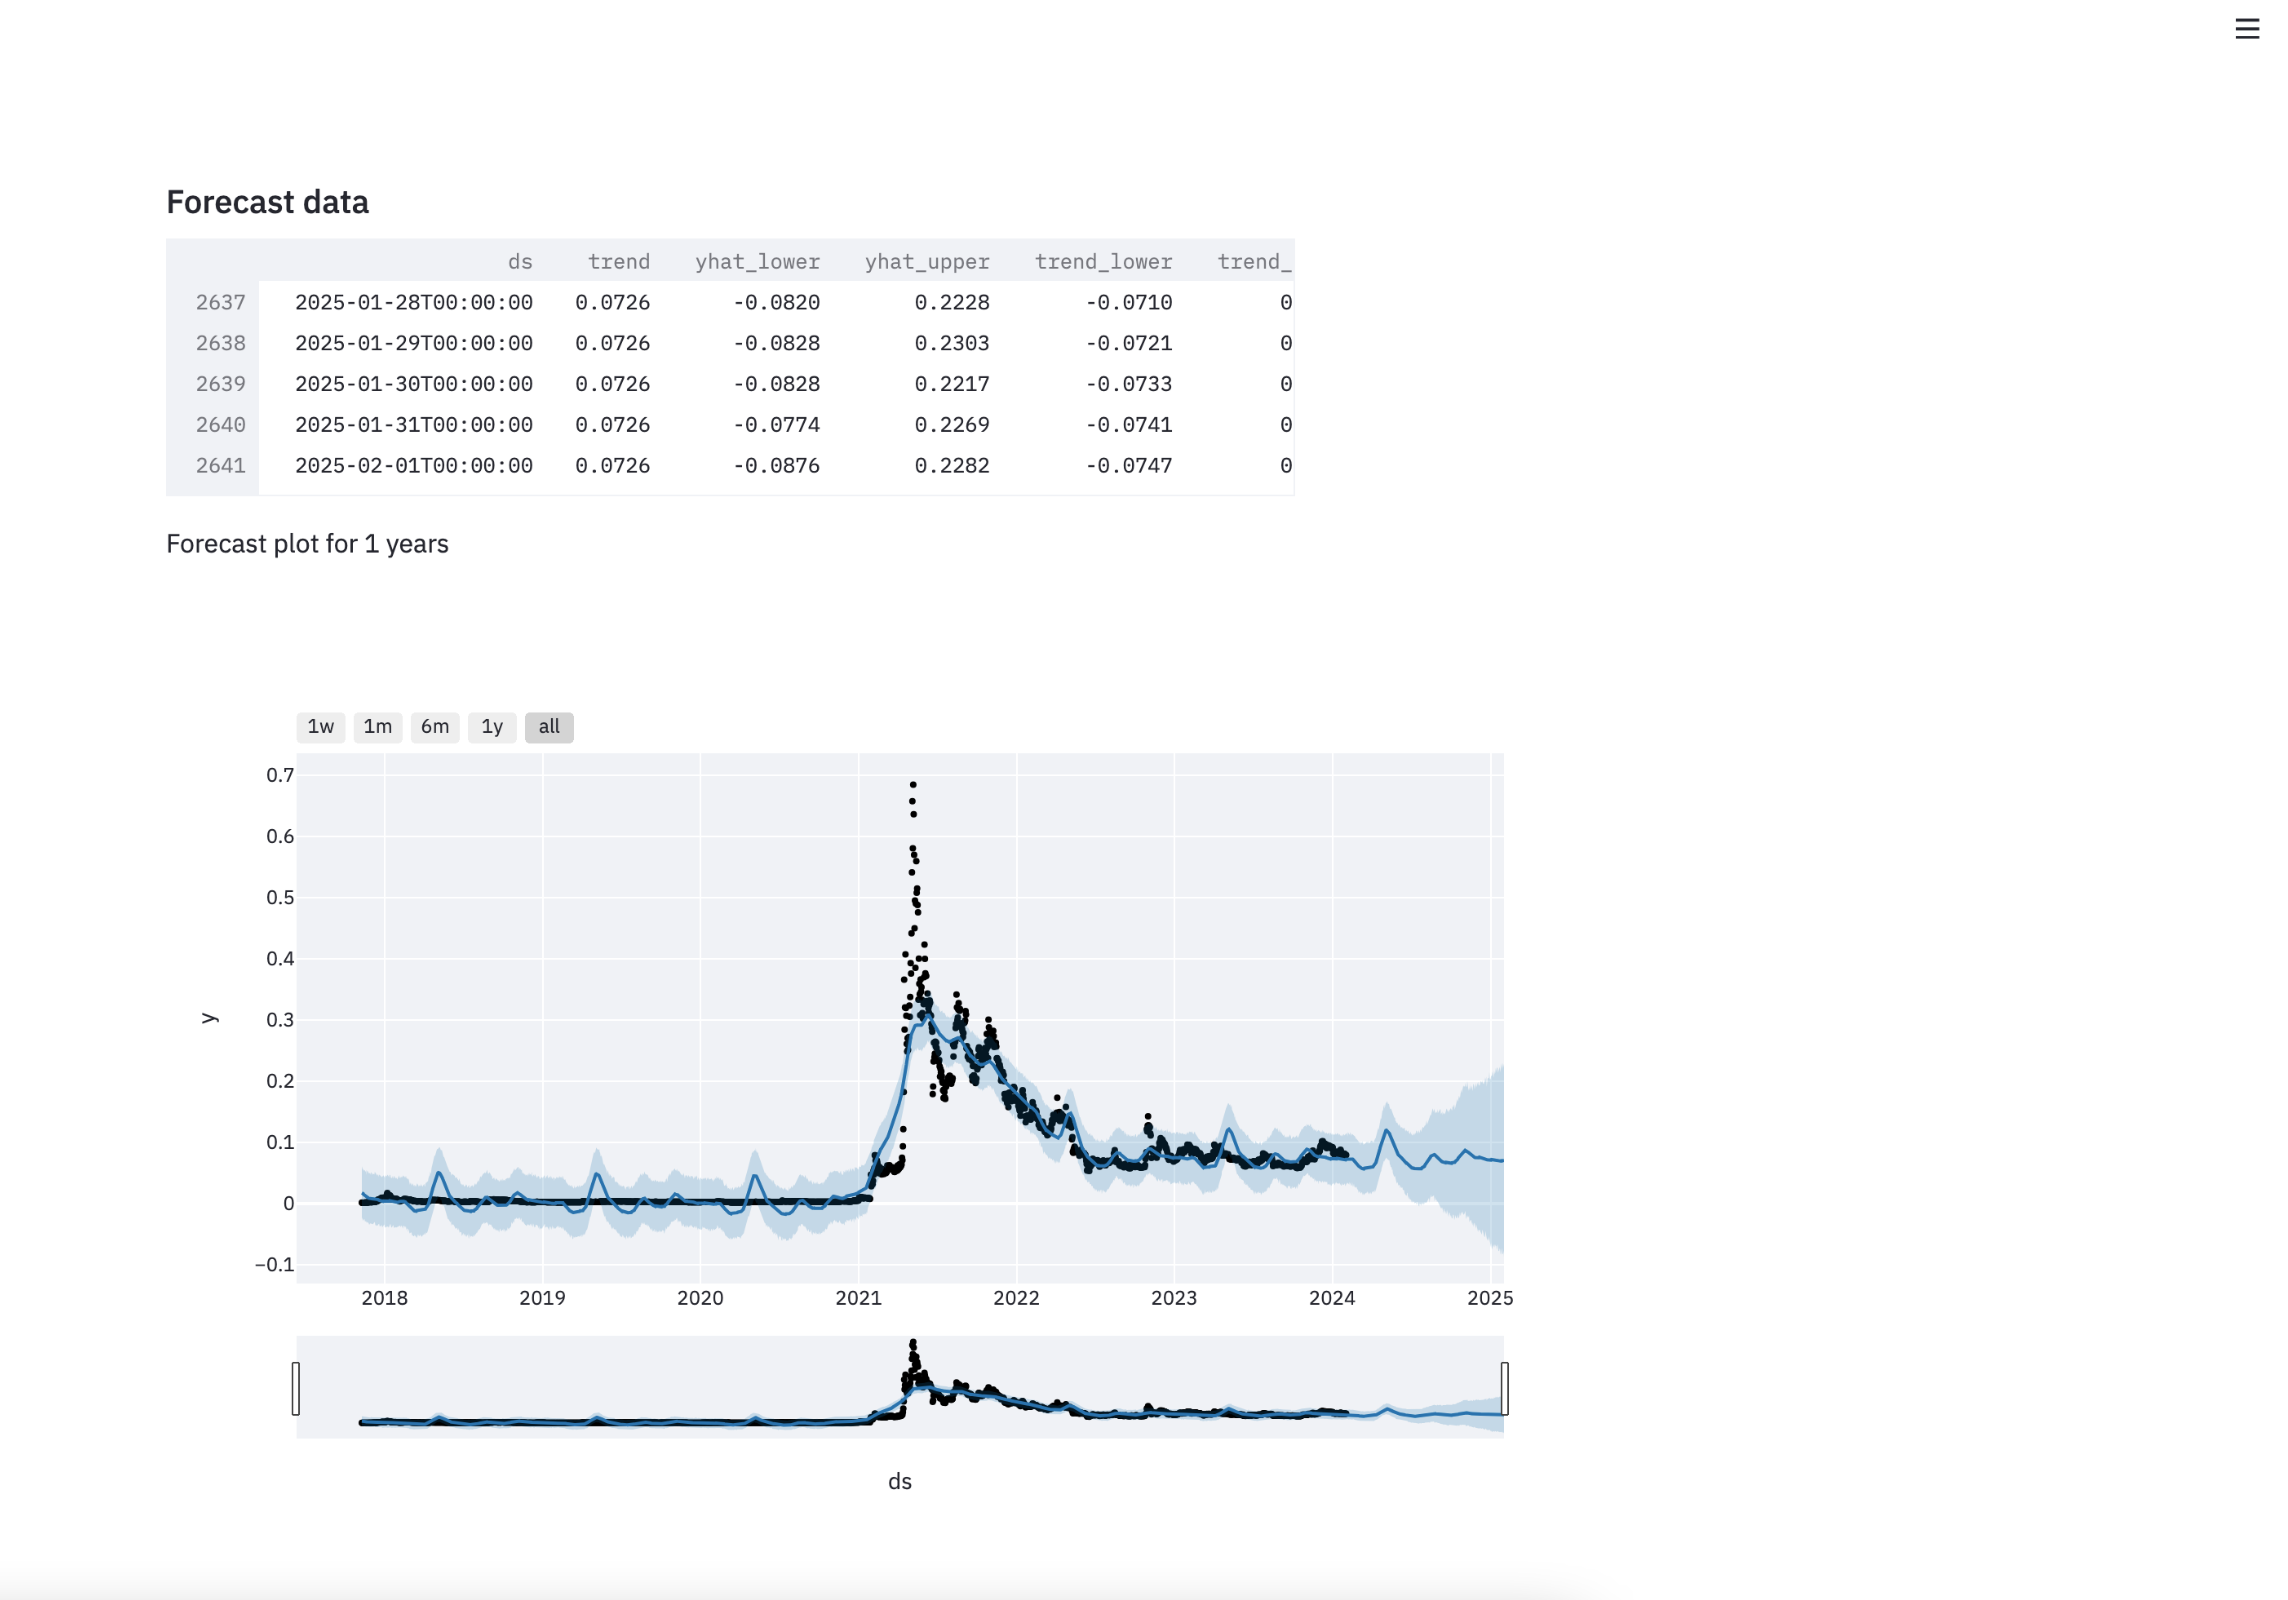 Forecast data
ds trend yhat_lower yhat_upper trend_lower trend_
2637 2025-01-28T00:00:00 0.0726 -0.0820 0.2228 -0.0710 0
2638 2025-01-29T00:00:00 0.0726 -0.0828 0.2303 -0.0721 0
2639 2025-01-30T00:00:00 0.0726 -0.0828 0.2217 -0.0733 0
2640 2025-01-31T00:00:00 0.0726 -0.0774 0.2269 -0.0741 0
2641 2025-02-01T00:00:00 0.0726 -0.0876 0.2282 -0.0747 0
Forecast plot for 1 years
1w 1m 6m 1y all
0.7
0.6
0.5
0.4
y
0.3
0.2
0.1
0
−0.1
2018 2019 2020 2021 2022 2023 2024 2025
ds